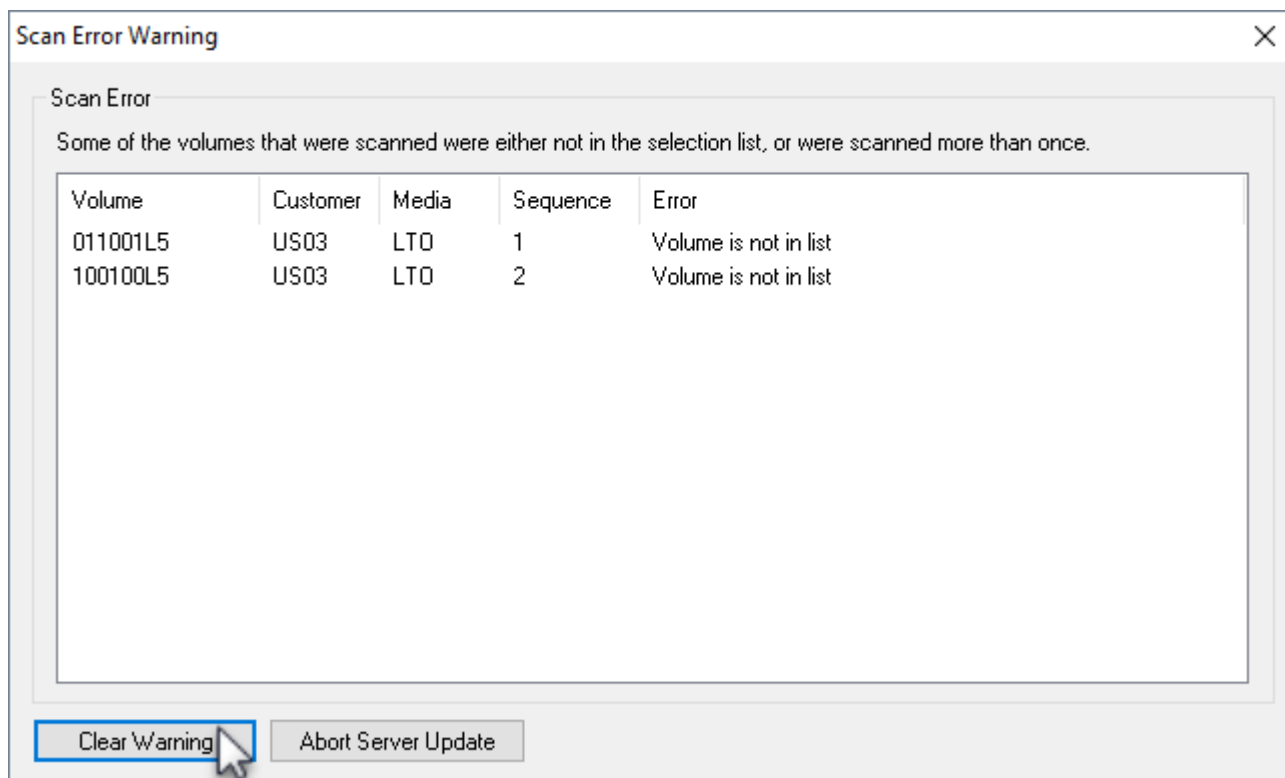 Scan Error Warning
Scan Error
Some of the volumes that were scanned were either not in the selection list, or were scanned more than once.
Volume Customer Media Sequence Error
011001L5 US03 LTO 1 Volume is not in list
100100L5 US03 LTO 2 Volume is not in list
Clear Warning Abort Server Update